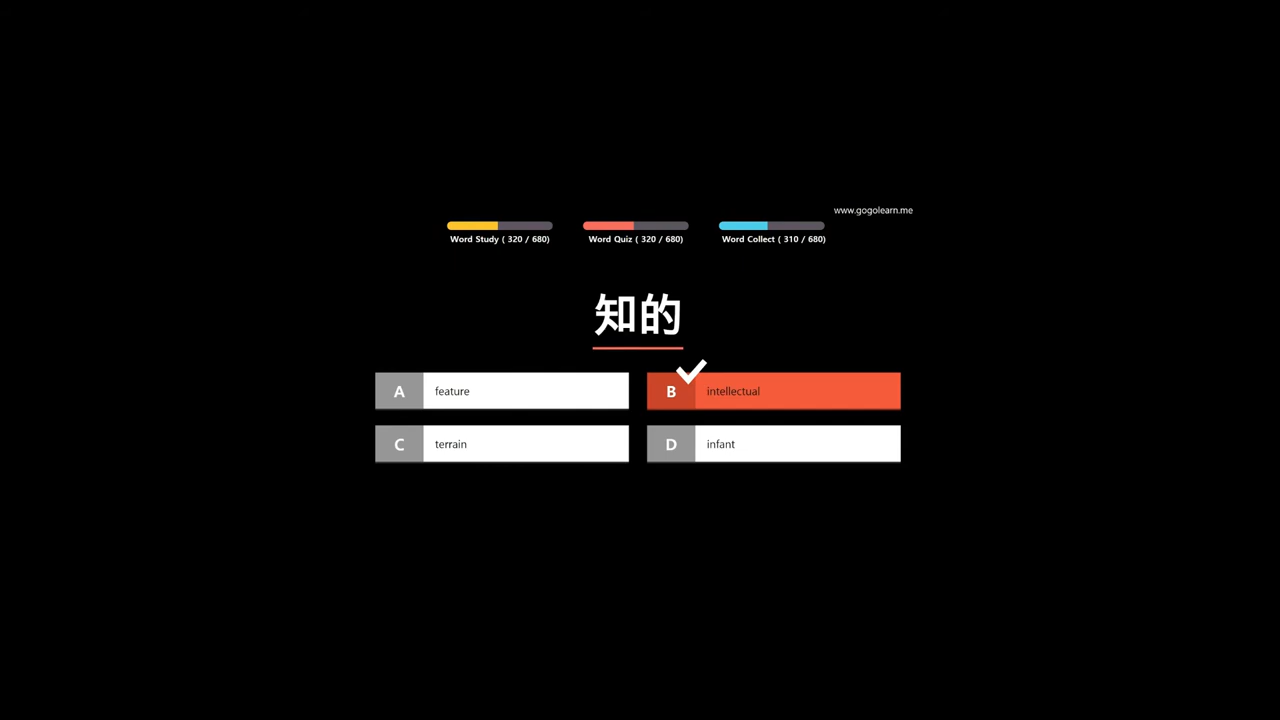 www.gogolearn.me
Word Study ( 320 / 680)
Word Quiz ( 320 / 680)
Word Collect ( 310 / 680)
知的
A feature
B intellectual
C terrain
D infant